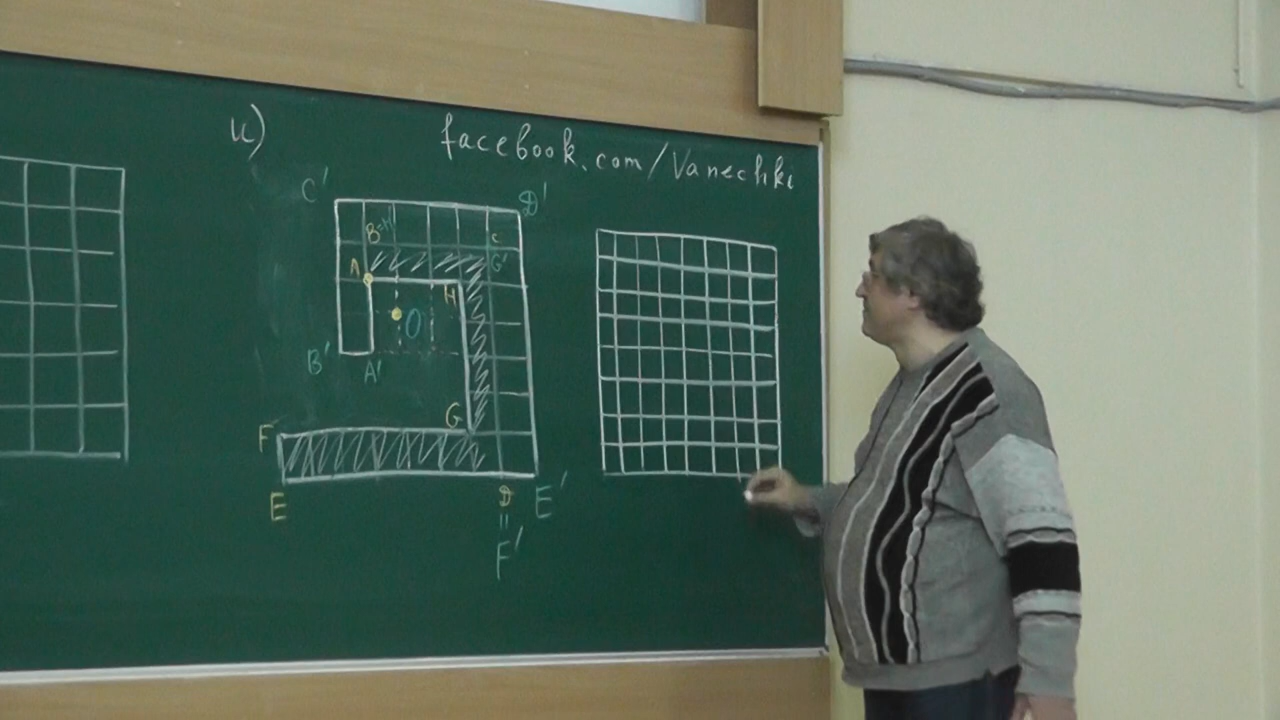 и)
facebook.com/Vanechki
C' D'
B=H' C
A G'
H
O
B' A'
G
F
E D E'
=
F'